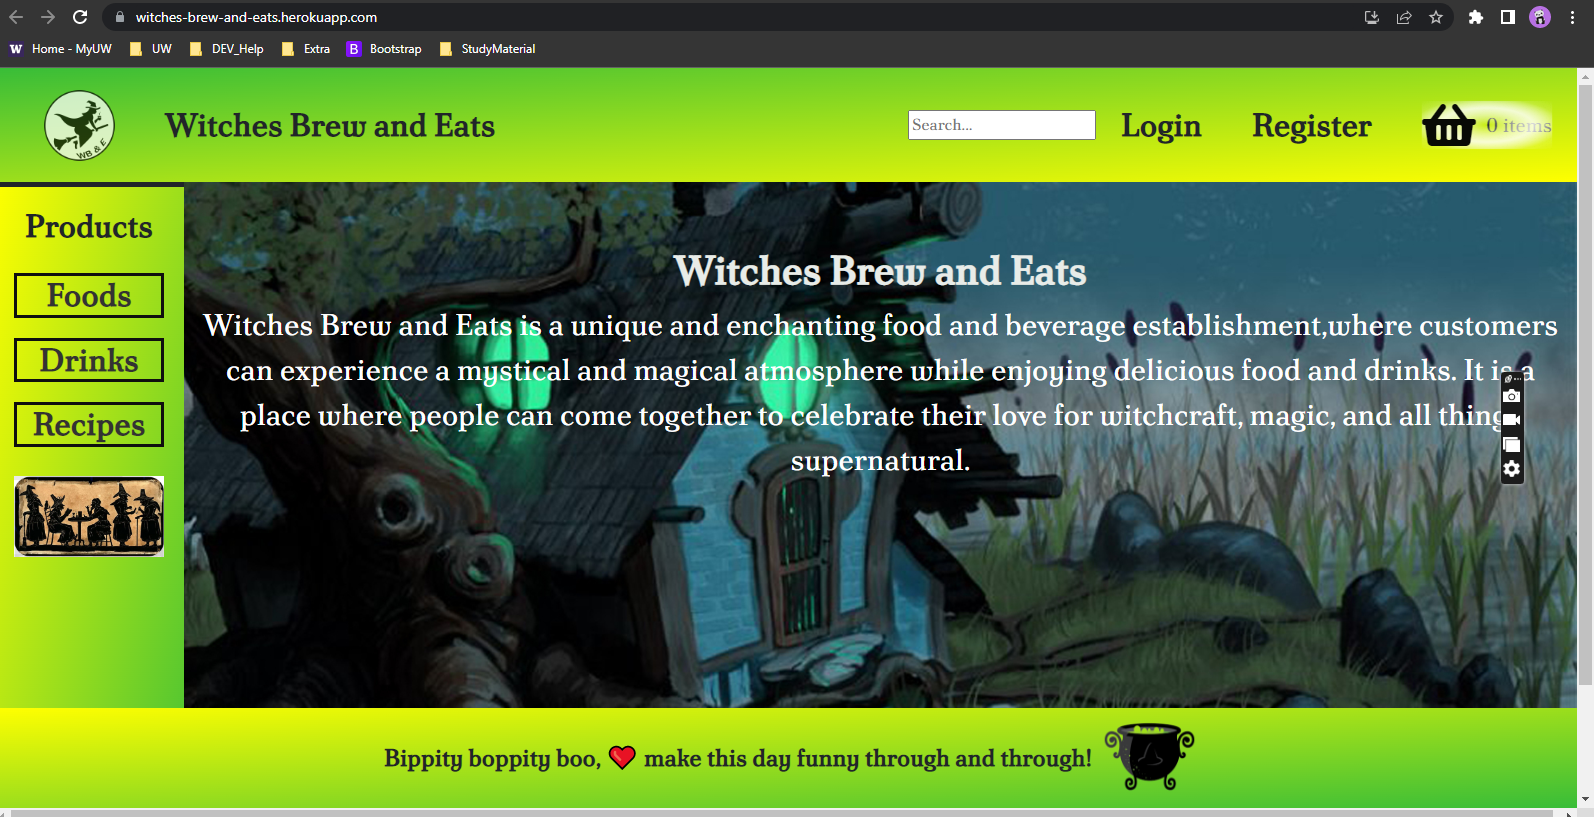 witches-brew-and-eats.herokuapp.com
Home - MyUW UW DEV_Help Extra B Bootstrap StudyMaterial
WB & E
Witches Brew and Eats
Search...
Login
Register
0 items
Products
Foods
Drinks
Recipes
Witches Brew and Eats
Witches Brew and Eats is a unique and enchanting food and beverage establishment,where customers
can experience a mystical and magical atmosphere while enjoying delicious food and drinks. It is a
place where people can come together to celebrate their love for witchcraft, magic, and all thing
supernatural.
Bippity boppity boo, make this day funny through and through!